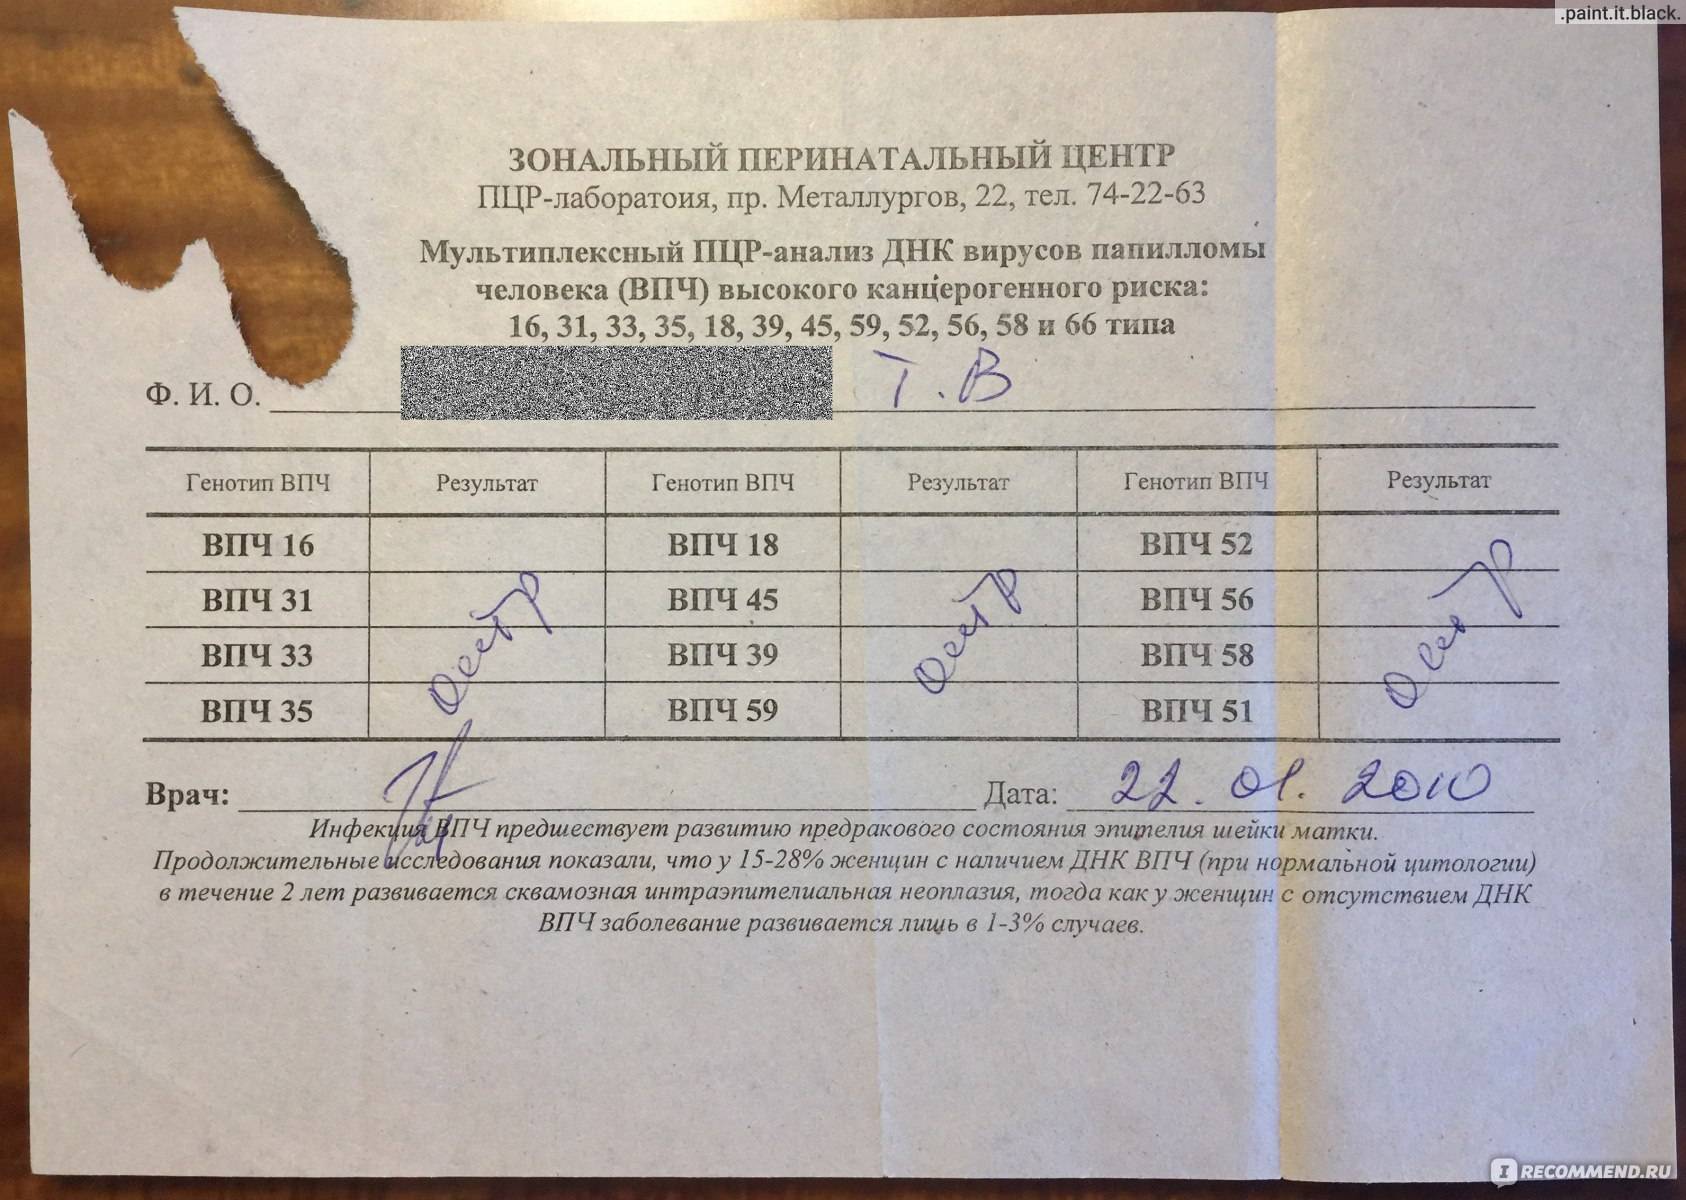 .paint.it.black.
ЗОНАЛЬНЫЙ ПЕРИНАТАЛЬНЫЙ ЦЕНТР
ПЦР-лаборатоия, пр. Металлургов, 22, тел. 74-22-63
Мультиплексный ПЦР-анализ ДНК вирусов папилломы
человека (ВПЧ) высокого канцерогенного риска:
16, 31, 33, 35, 18, 39, 45, 59, 52, 56, 58 и 66 типа
Ф. И. О. Т. В
Генотип ВПЧ Результат Генотип ВПЧ Результат Генотип ВПЧ Результат
ВПЧ 16 ВПЧ 18 ВПЧ 52
ВПЧ 31 ВПЧ 45 ВПЧ 56
ВПЧ 33 ВПЧ 39 ВПЧ 58
ВПЧ 35 ВПЧ 59 ВПЧ 51
отр отр отр
Врач: Дата: 22. 01. 2010
Инфекция ВПЧ предшествует развитию предракового состояния эпителия шейки матки.
Продолжительные исследования показали, что у 15-28% женщин с наличием ДНК ВПЧ (при нормальной цитологии)
в течение 2 лет развивается сквамозная интраэпителиальная неоплазия, тогда как у женщин с отсутствием ДНК
ВПЧ заболевание развивается лишь в 1-3% случаев.
I RECOMMEND.RU